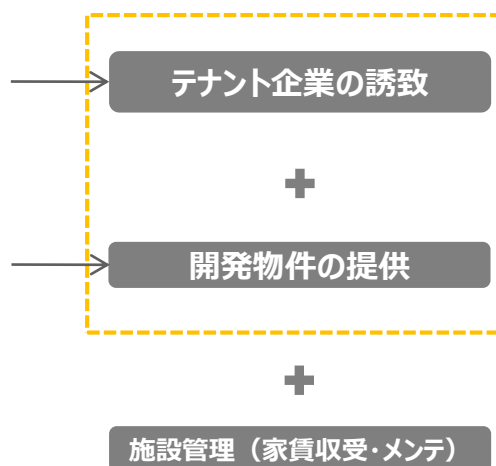 テナント企業の誘致
+
開発物件の提供
+
施設管理（家賃収受・メンテ）